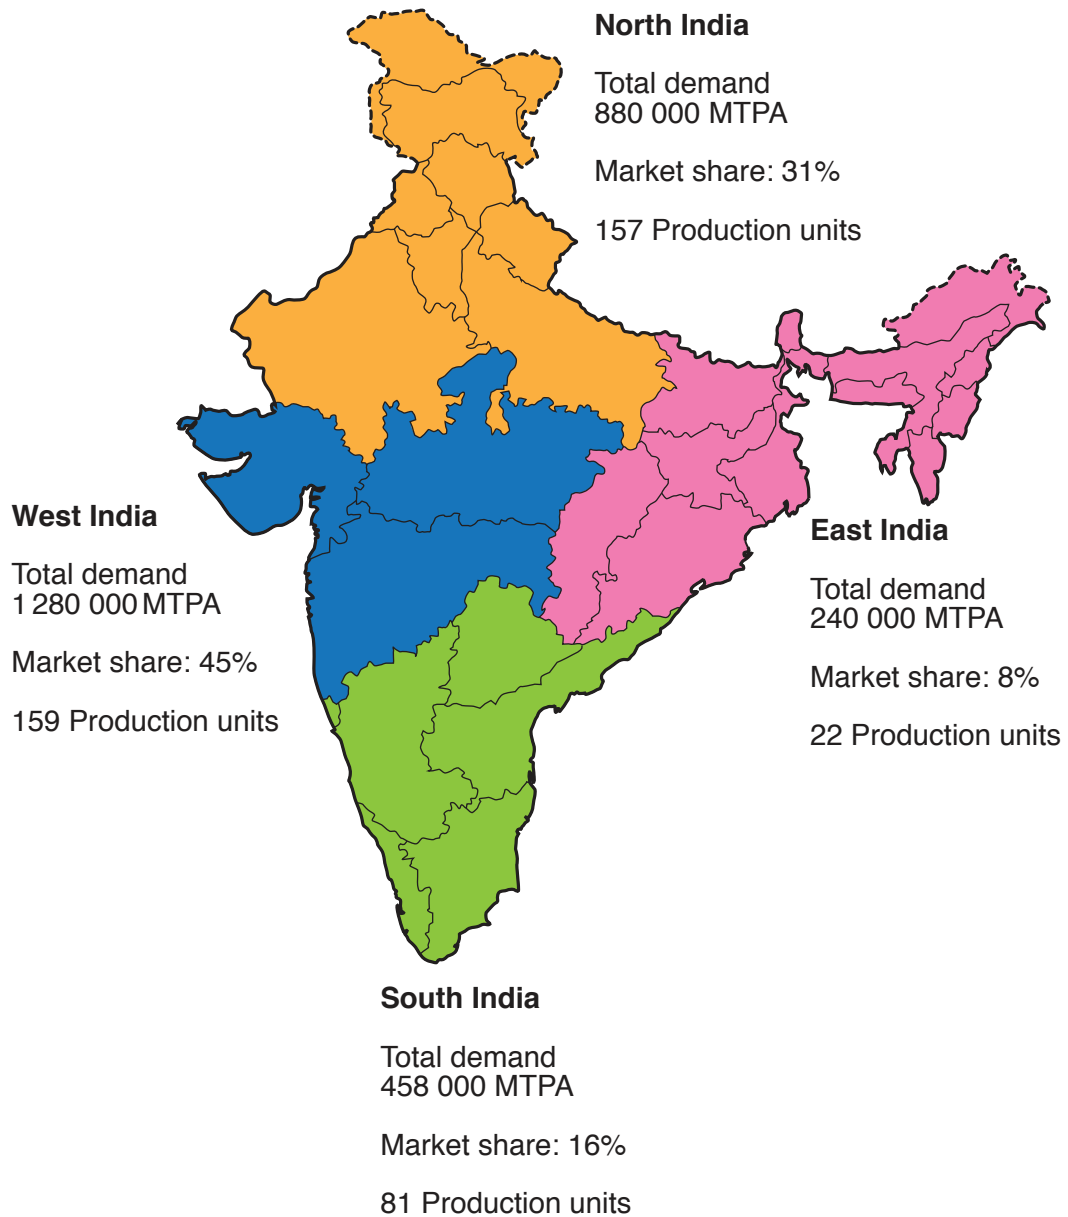 North India
Total demand
880 000 MTPA
Market share: 31%
157 Production units
West India
Total demand
1 280 000 MTPA
Market share: 45%
159 Production units
East India
Total demand
240 000 MTPA
Market share: 8%
22 Production units
South India
Total demand
458 000 MTPA
Market share: 16%
81 Production units